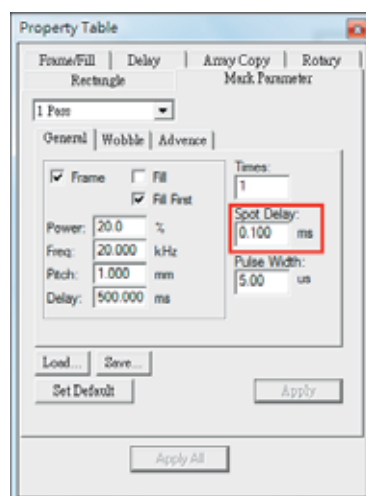 Property Table
Frame/Fill Delay Array Copy Rotary
Rectangle Mark Parameter
1 Pass
General Wobble Advence
Frame Fill
Fill First
Power: 20.0 %
Freq: 20.000 kHz
Pitch: 1.000 mm
Delay: 500.000 ms
Times:
1
Spot Delay:
0.100 ms
Pulse Width:
5.00 us
Load... Save...
Set Default Apply
Apply All